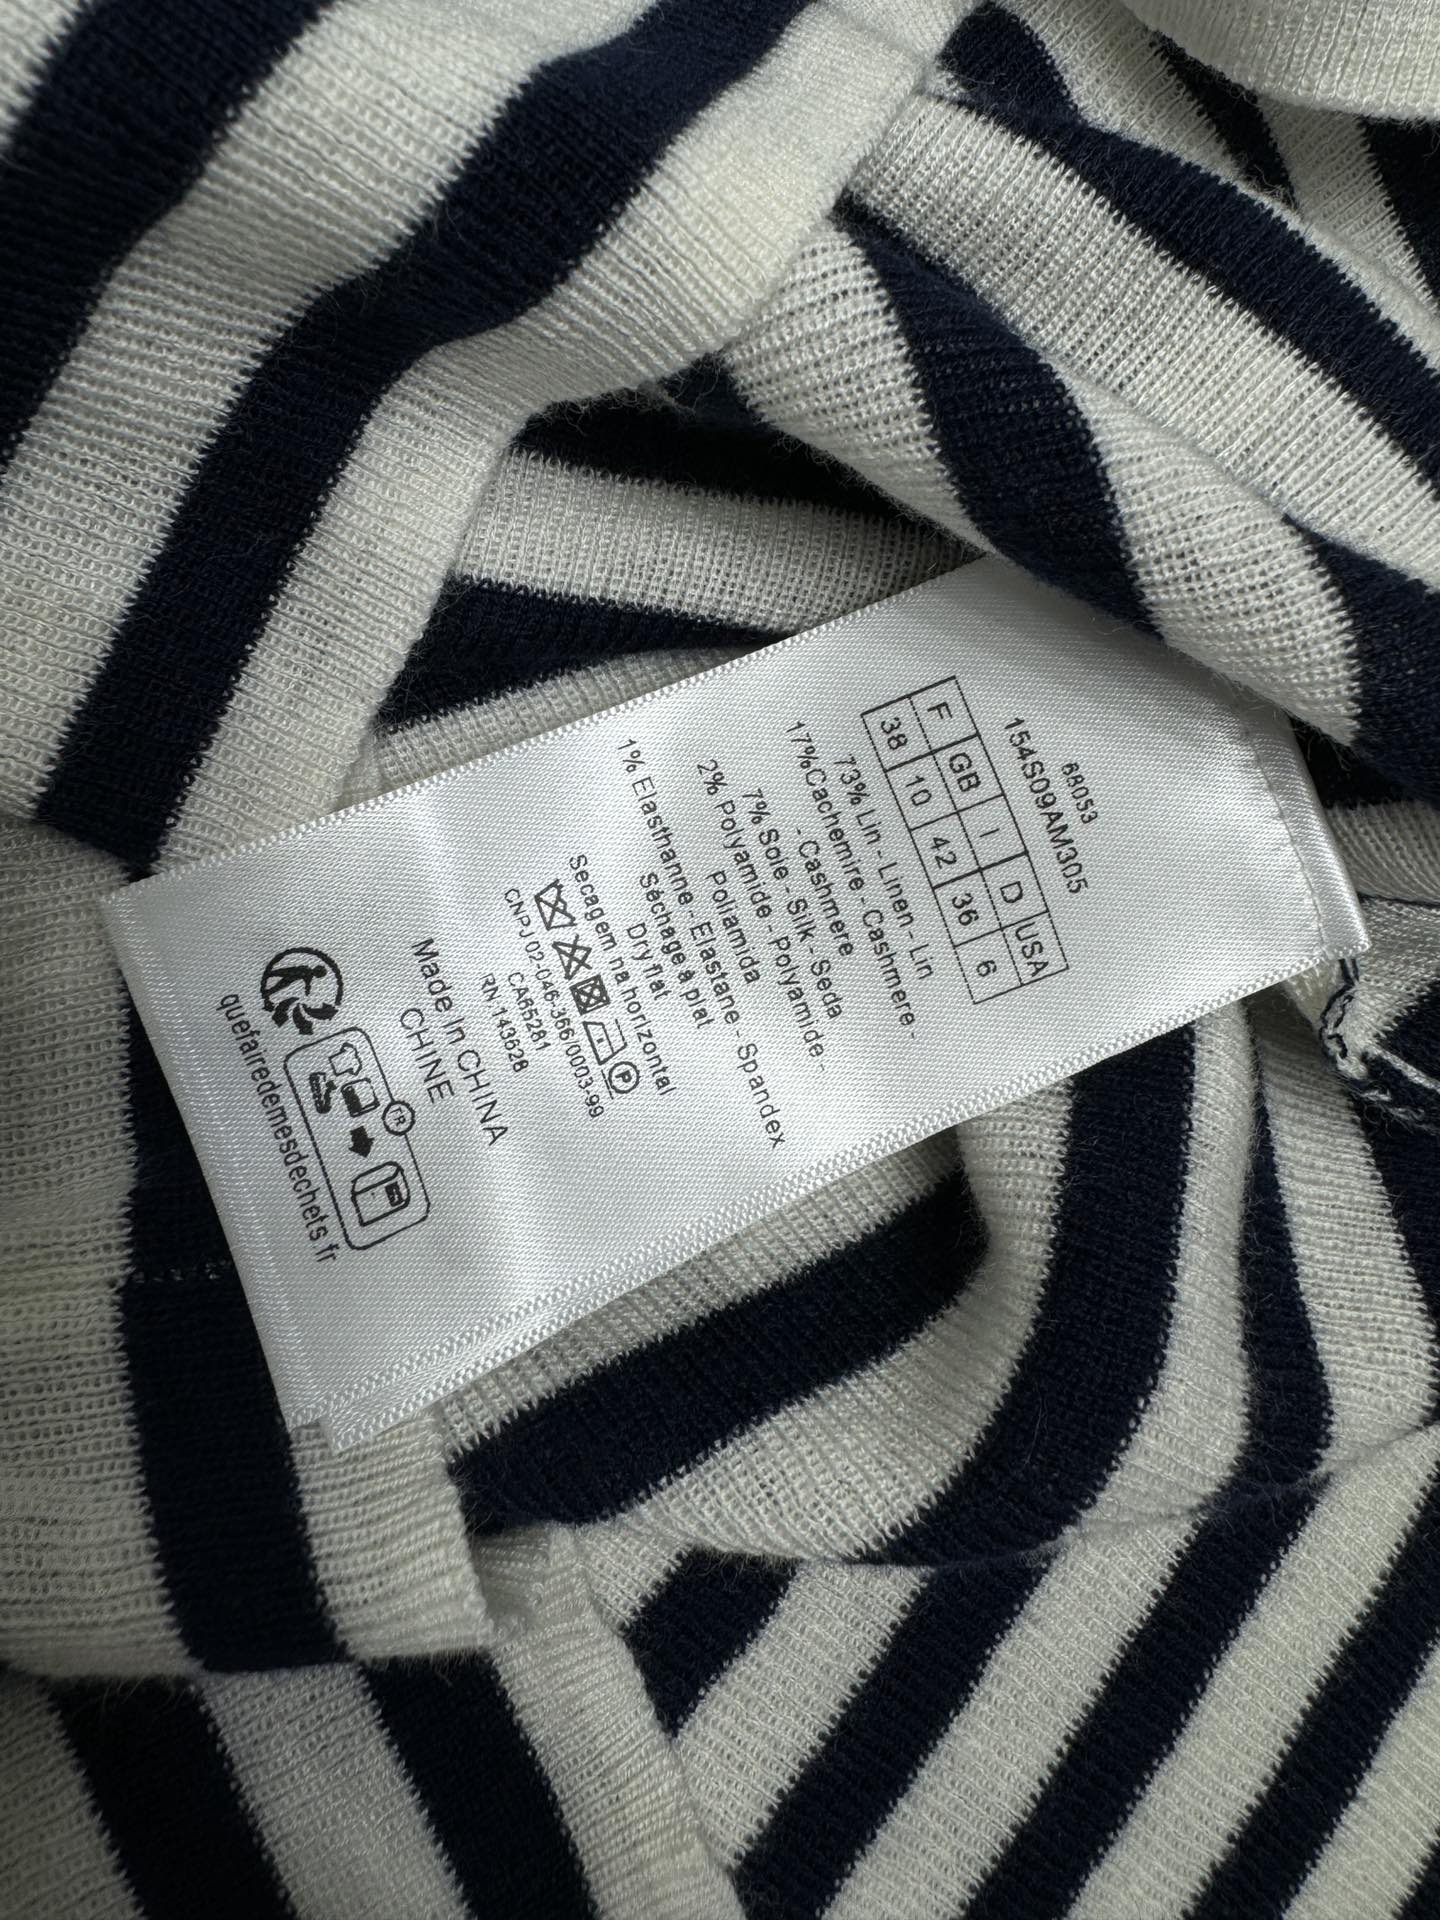 68053
154S09AM305
F GB I D USA
38 10 42 36 6
73% Lin - Linen - Lin
17%Cachemire - Cashmere -
- Cashmere
7% Soie - Silk - Seda
2% Polyamide - Polyamide -
Poliamida
1% Elasthanne - Elastane - Spandex
Séchage à plat
Dry flat
Secagem na horizontal
P
CNPJ 02-046-366/0003-99
CA65281
RN 143628
Made In CHINA
CHINE
FR
quefairedemesdechets.fr